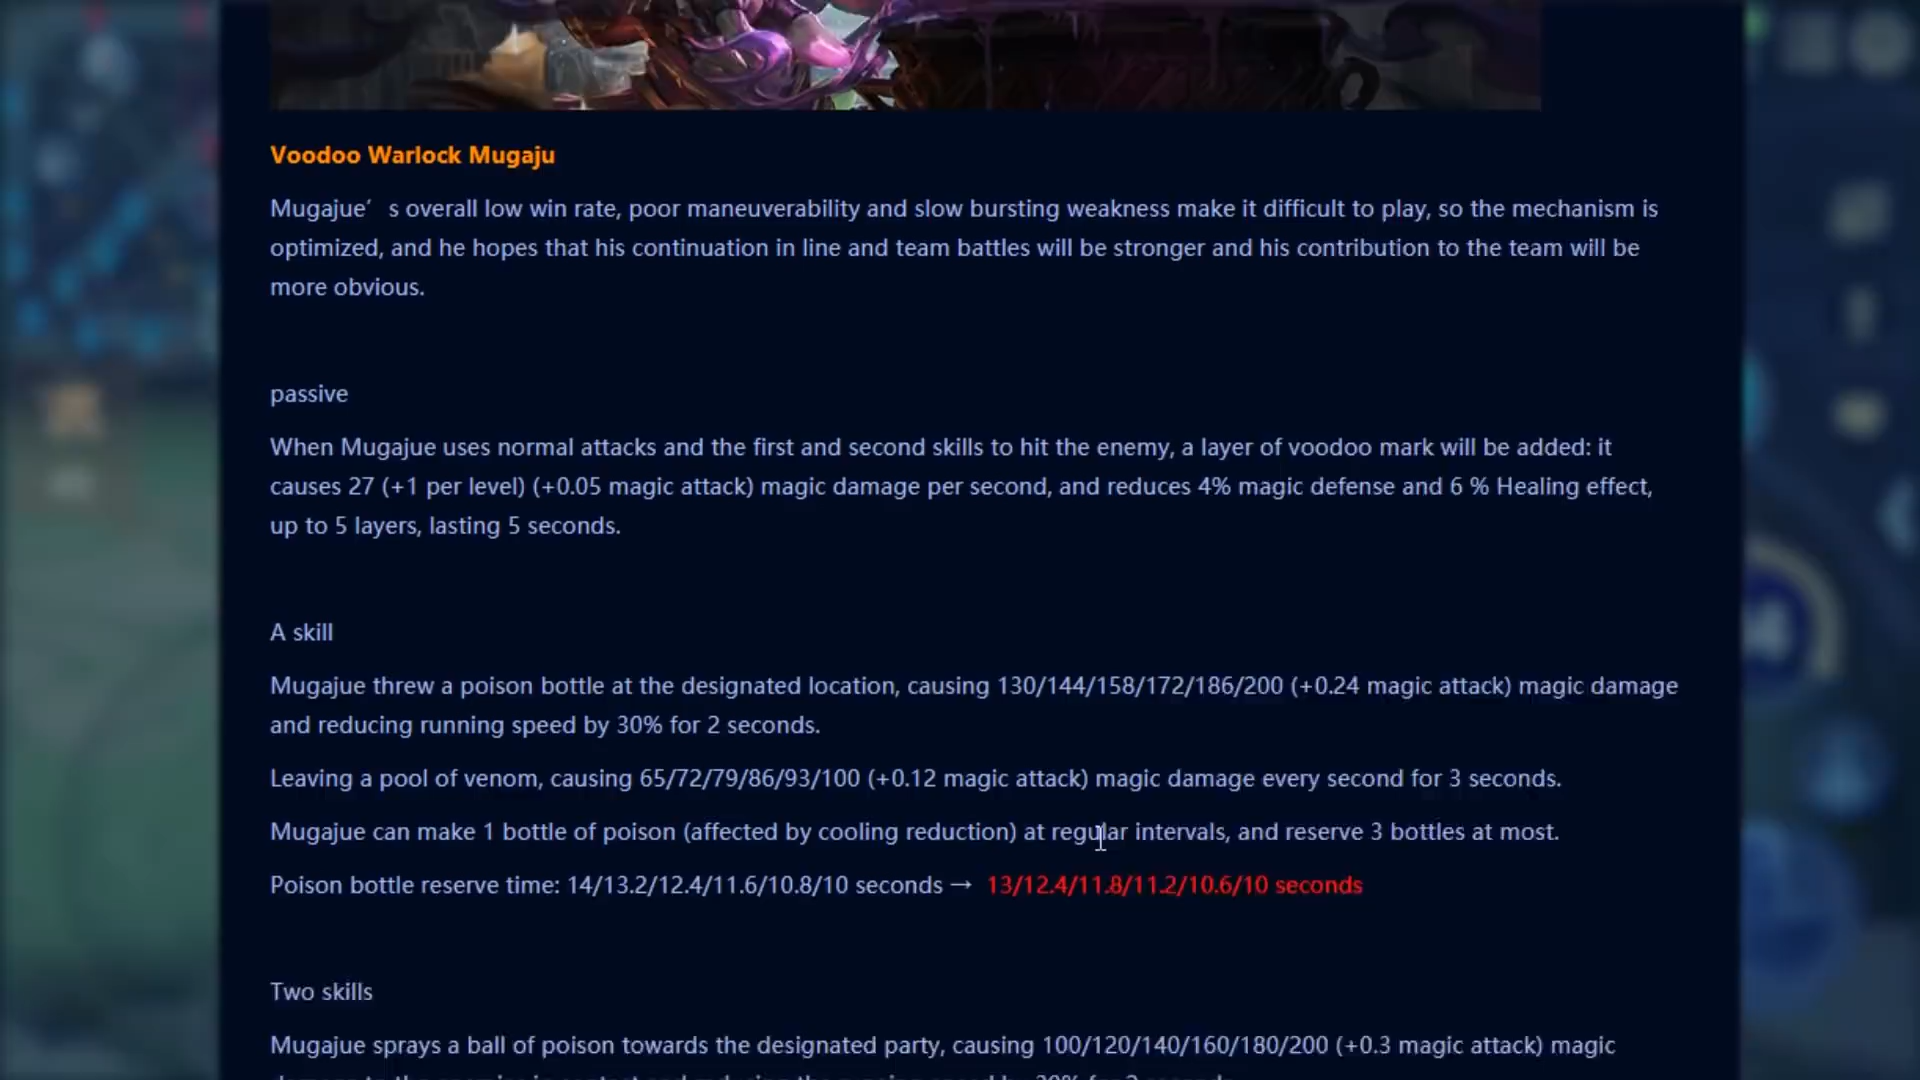 Voodoo Warlock Mugaju
Mugajue’ s overall low win rate, poor maneuverability and slow bursting weakness make it difficult to play, so the mechanism is
optimized, and he hopes that his continuation in line and team battles will be stronger and his contribution to the team will be
more obvious.
passive
When Mugajue uses normal attacks and the first and second skills to hit the enemy, a layer of voodoo mark will be added: it
causes 27 (+1 per level) (+0.05 magic attack) magic damage per second, and reduces 4% magic defense and 6 % Healing effect,
up to 5 layers, lasting 5 seconds.
A skill
Mugajue threw a poison bottle at the designated location, causing 130/144/158/172/186/200 (+0.24 magic attack) magic damage
and reducing running speed by 30% for 2 seconds.
Leaving a pool of venom, causing 65/72/79/86/93/100 (+0.12 magic attack) magic damage every second for 3 seconds.
Mugajue can make 1 bottle of poison (affected by cooling reduction) at regular intervals, and reserve 3 bottles at most.
Poison bottle reserve time: 14/13.2/12.4/11.6/10.8/10 seconds → 13/12.4/11.8/11.2/10.6/10 seconds
Two skills
Mugajue sprays a ball of poison towards the designated party, causing 100/120/140/160/180/200 (+0.3 magic attack) magic